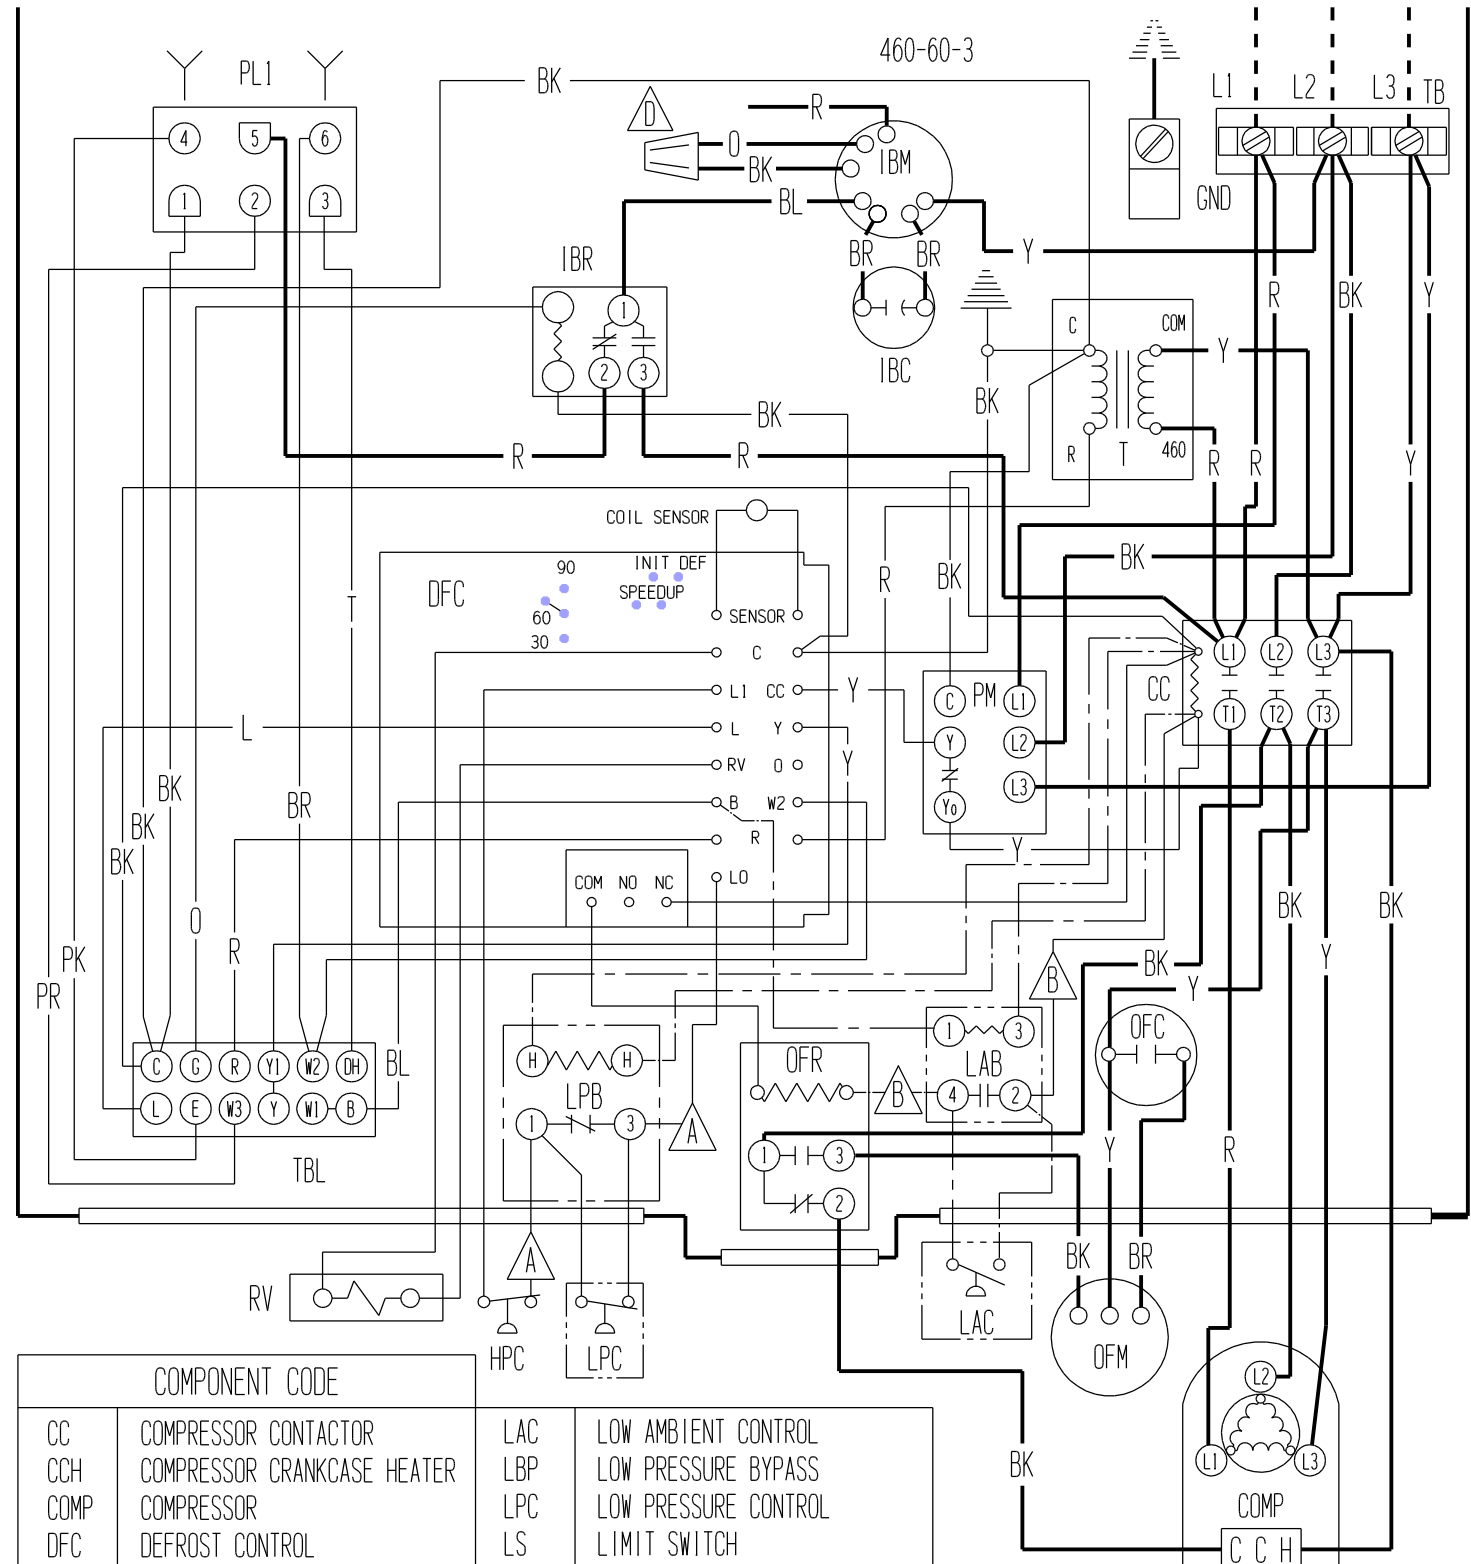 460-60-3
PL1
BK
D
R
L1
L2
L3
TB
4
5
6
O
IBM
BK
1
2
3
BL
GND
BR
BR
Y
IBR
R
BK
Y
1
C
COM
Y
IBC
2
3
BK
BK
R
R
R
T
460
R
R
Y
COIL SENSOR
BK
90
INIT DEF
DFC
SPEEDUP
R
BK
T
60
SENSOR
30
C
L1
L2
L3
L1
CC
Y
C
PM
L1
CC
T1
T2
T3
L
L
Y
Y
Y
L2
RV
O
BK
BR
B
W2
L3
Y0
BK
R
Y
BK
COM
NO
NC
LO
O
R
BK
BK
PK
Y
PR
B
BK
Y
1
3
OFC
C
G
R
Y1
W2
DH
BL
H
H
OFR
LAB
LPB
B
4
2
L
E
W3
Y
W1
B
1
3
A
Y
R
TBL
1
3
2
A
BK
BR
RV
LAC
HPC
LPC
OFM
L2
COMPONENT CODE
CC
COMPRESSOR CONTACTOR
LAC
LOW AMBIENT CONTROL
CCH
COMPRESSOR CRANKCASE HEATER
LBP
LOW PRESSURE BYPASS
BK
L1
L3
COMP
COMPRESSOR
LPC
LOW PRESSURE CONTROL
COMP
DFC
DEFROST CONTROL
LS
LIMIT SWITCH
C C H